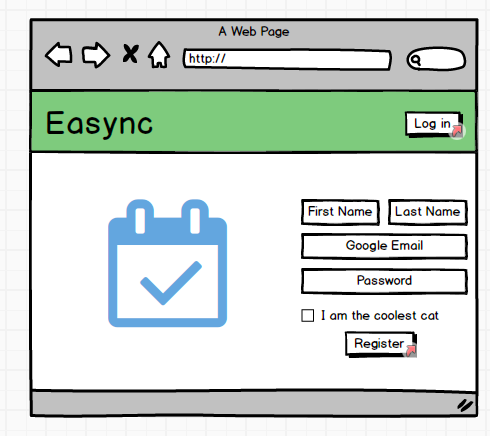 A Web Page
http://
Easync
Log in
First Name Last Name
Google Email
Password
I am the coolest cat
Register